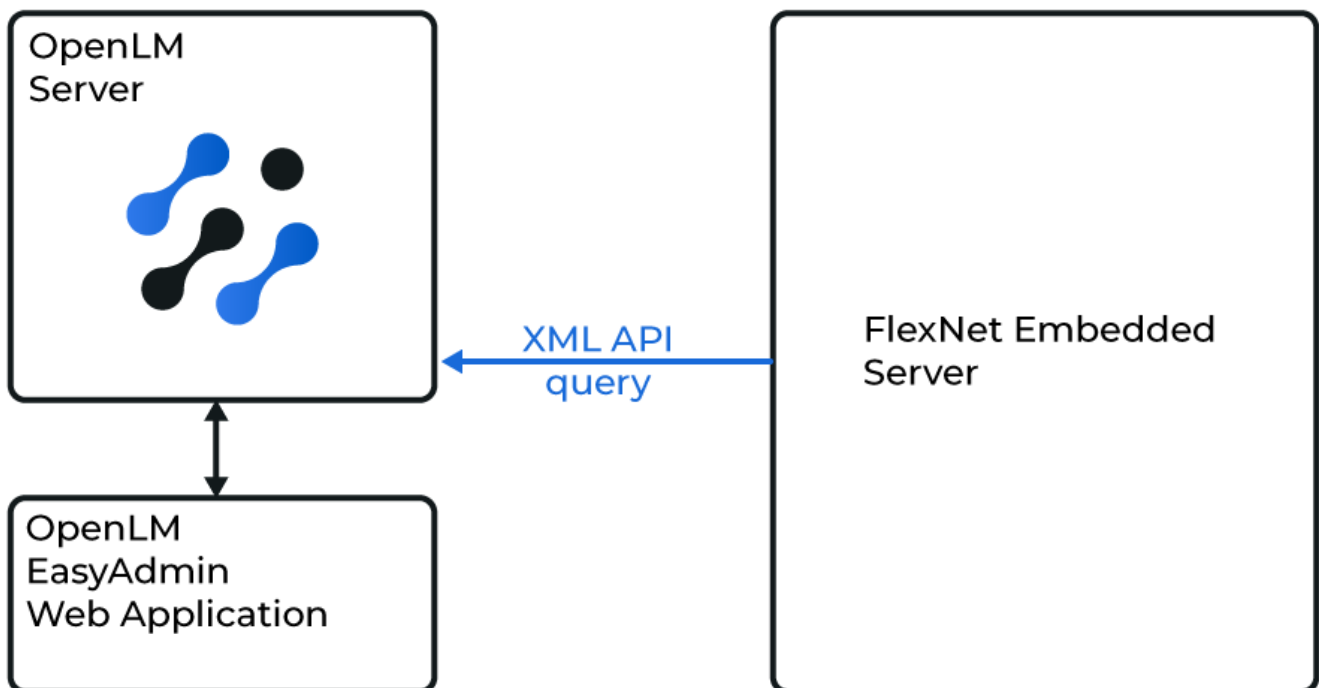 OpenLM
Server
XML API
query
FlexNet Embedded
Server
OpenLM
EasyAdmin
Web Application